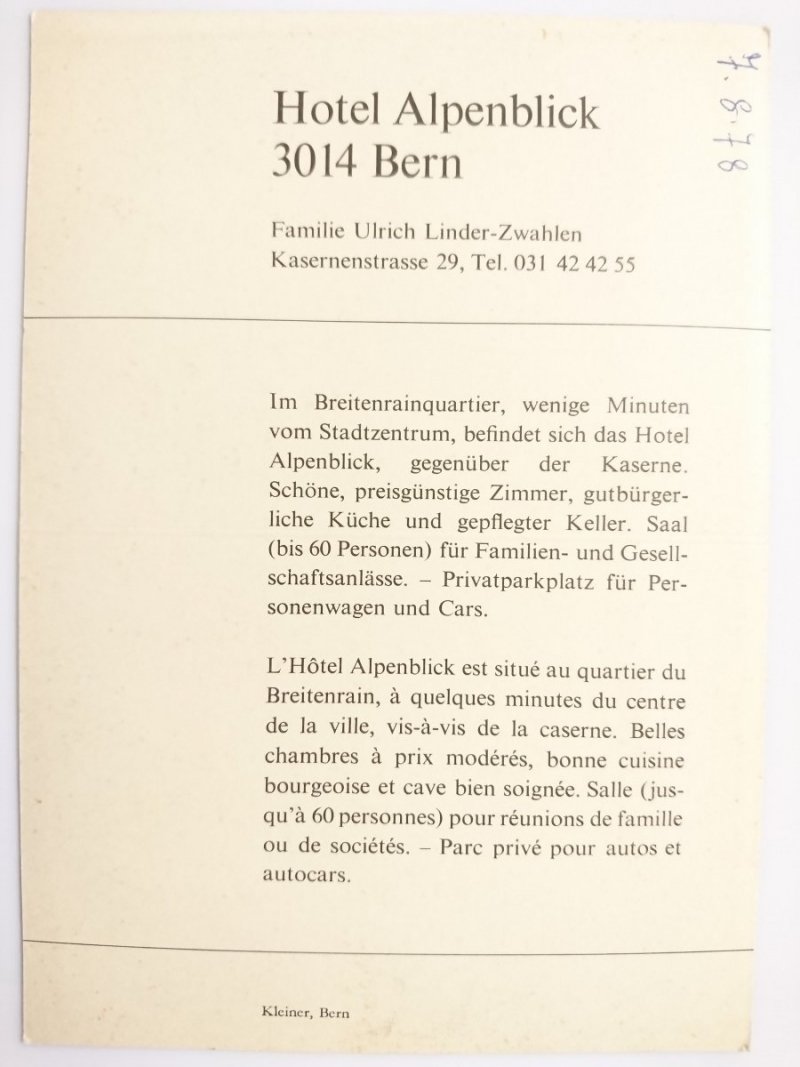 Hotel Alpenblick
3014 Bern
Familie Ulrich Linder-Zwahlen
Kasernenstrasse 29, Tel. 031 42 42 55
7.8.78
Im Breitenrainquartier, wenige Minuten
vom Stadtzentrum, befindet sich das Hotel
Alpenblick, gegenüber der Kaserne.
Schöne, preisgünstige Zimmer, gutbürger-
liche Küche und gepflegter Keller. Saal
(bis 60 Personen) für Familien- und Gesell-
schaftsanlässe. – Privatparkplatz für Per-
sonenwagen und Cars.
L'Hôtel Alpenblick est situé au quartier du
Breitenrain, à quelques minutes du centre
de la ville, vis-à-vis de la caserne. Belles
chambres à prix modérés, bonne cuisine
bourgeoise et cave bien soignée. Salle (jus-
qu'à 60 personnes) pour réunions de famille
ou de sociétés. – Parc privé pour autos et
autocars.
Kleiner, Bern